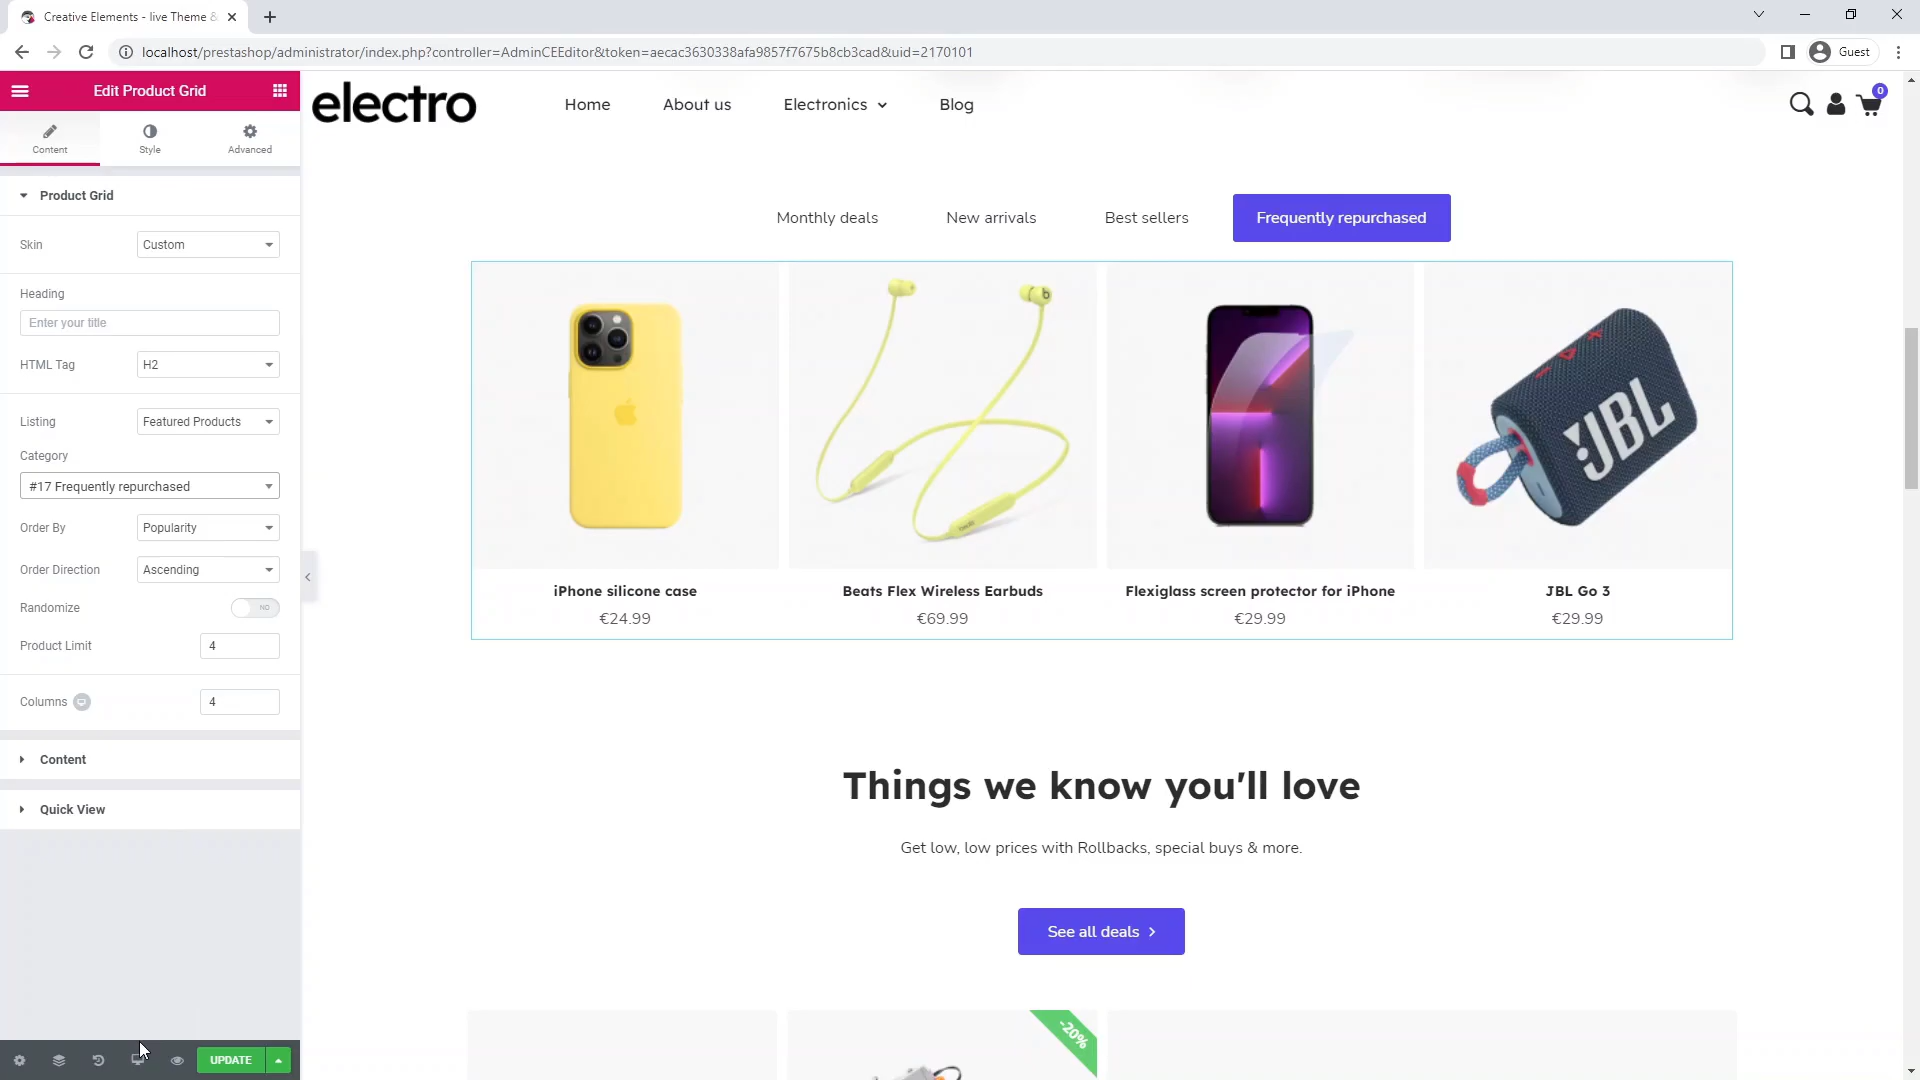 Creative Elements - live Theme &
localhost/prestashop/administrator/index.php?controller=AdminCEEditor&token=aecac3630338afa9857f7675b8cb3cad&uid=2170101
Guest
Edit Product Grid
Content
Style
Advanced
Product Grid
Skin
Custom
Heading
Enter your title
HTML Tag
H2
Listing
Featured Products
Category
#17 Frequently repurchased
Order By
Popularity
Order Direction
Ascending
Randomize
NO
Product Limit
4
Columns
4
Content
Quick View
UPDATE
electro
Home
About us
Electronics
Blog
0
Monthly deals
New arrivals
Best sellers
Frequently repurchased
JBL
iPhone silicone case
€24.99
Beats Flex Wireless Earbuds
€69.99
Flexiglass screen protector for iPhone
€29.99
JBL Go 3
€29.99
Things we know you'll love
Get low, low prices with Rollbacks, special buys & more.
See all deals
-20%